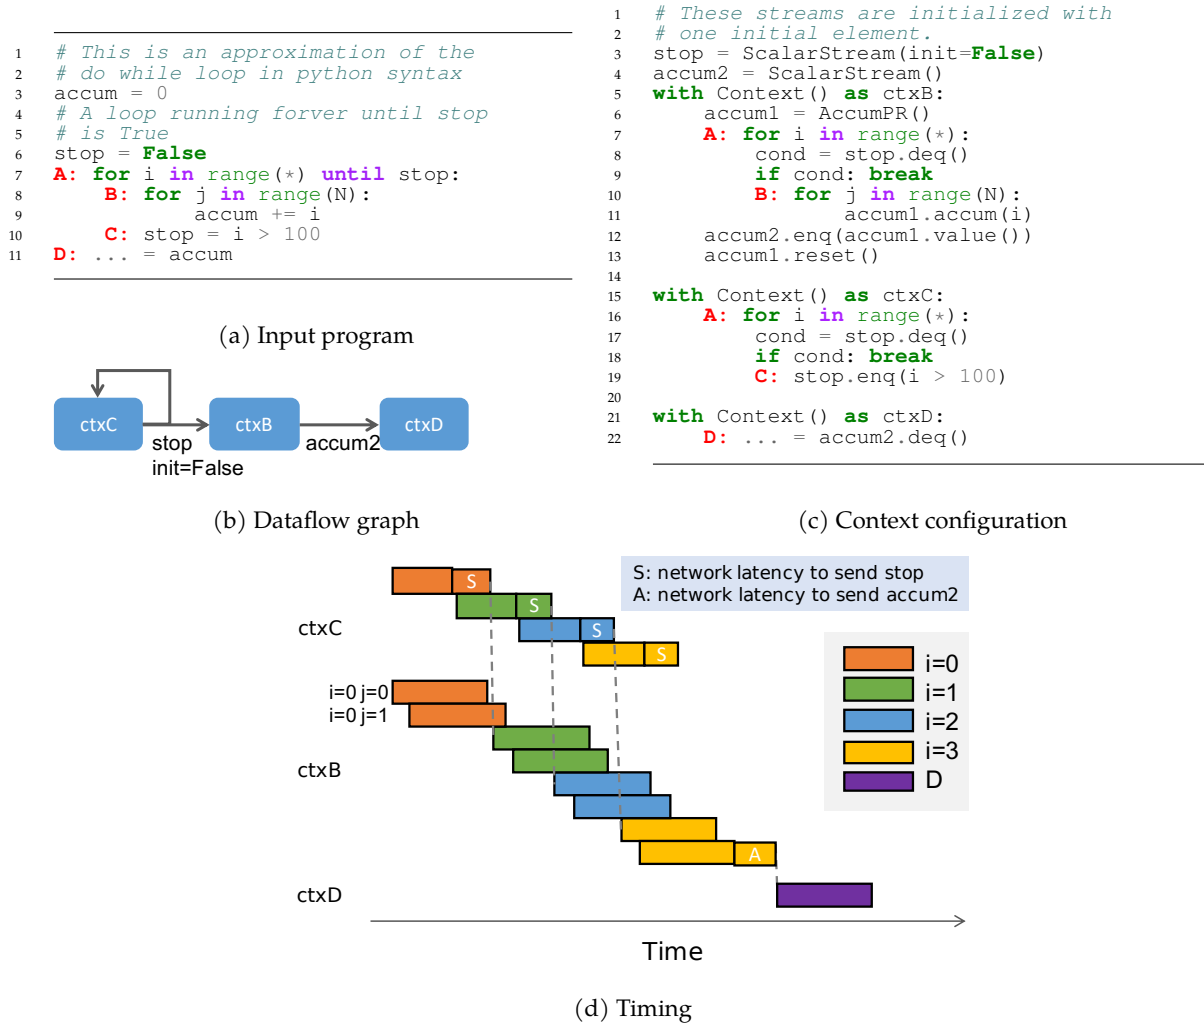 1 # This is an approximation of the
2 # do while loop in python syntax
3 accum = 0
4 # A loop running forver until stop
5 # is True
6 stop = False
7 A: for i in range(*) until stop:
8 B: for j in range(N):
9 accum += i
10 C: stop = i > 100
11 D: ... = accum
(a) Input program
ctxC
ctxB
ctxD
stop
init=False
accum2
(b) Dataflow graph
1 # These streams are initialized with
2 # one initial element.
3 stop = ScalarStream(init=False)
4 accum2 = ScalarStream()
5 with Context() as ctxB:
6 accum1 = AccumPR()
7 A: for i in range(*):
8 cond = stop.deq()
9 if cond: break
10 B: for j in range(N):
11 accum1.accum(i)
12 accum2.enq(accum1.value())
13 accum1.reset()
14
15 with Context() as ctxC:
16 A: for i in range(*):
17 cond = stop.deq()
18 if cond: break
19 C: stop.enq(i > 100)
20
21 with Context() as ctxD:
22 D: ... = accum2.deq()
(c) Context configuration
S: network latency to send stop
A: network latency to send accum2
S
S
S
S
ctxC
i=0 j=0
i=0 j=1
ctxB
A
ctxD
i=0
i=1
i=2
i=3
D
Time
(d) Timing